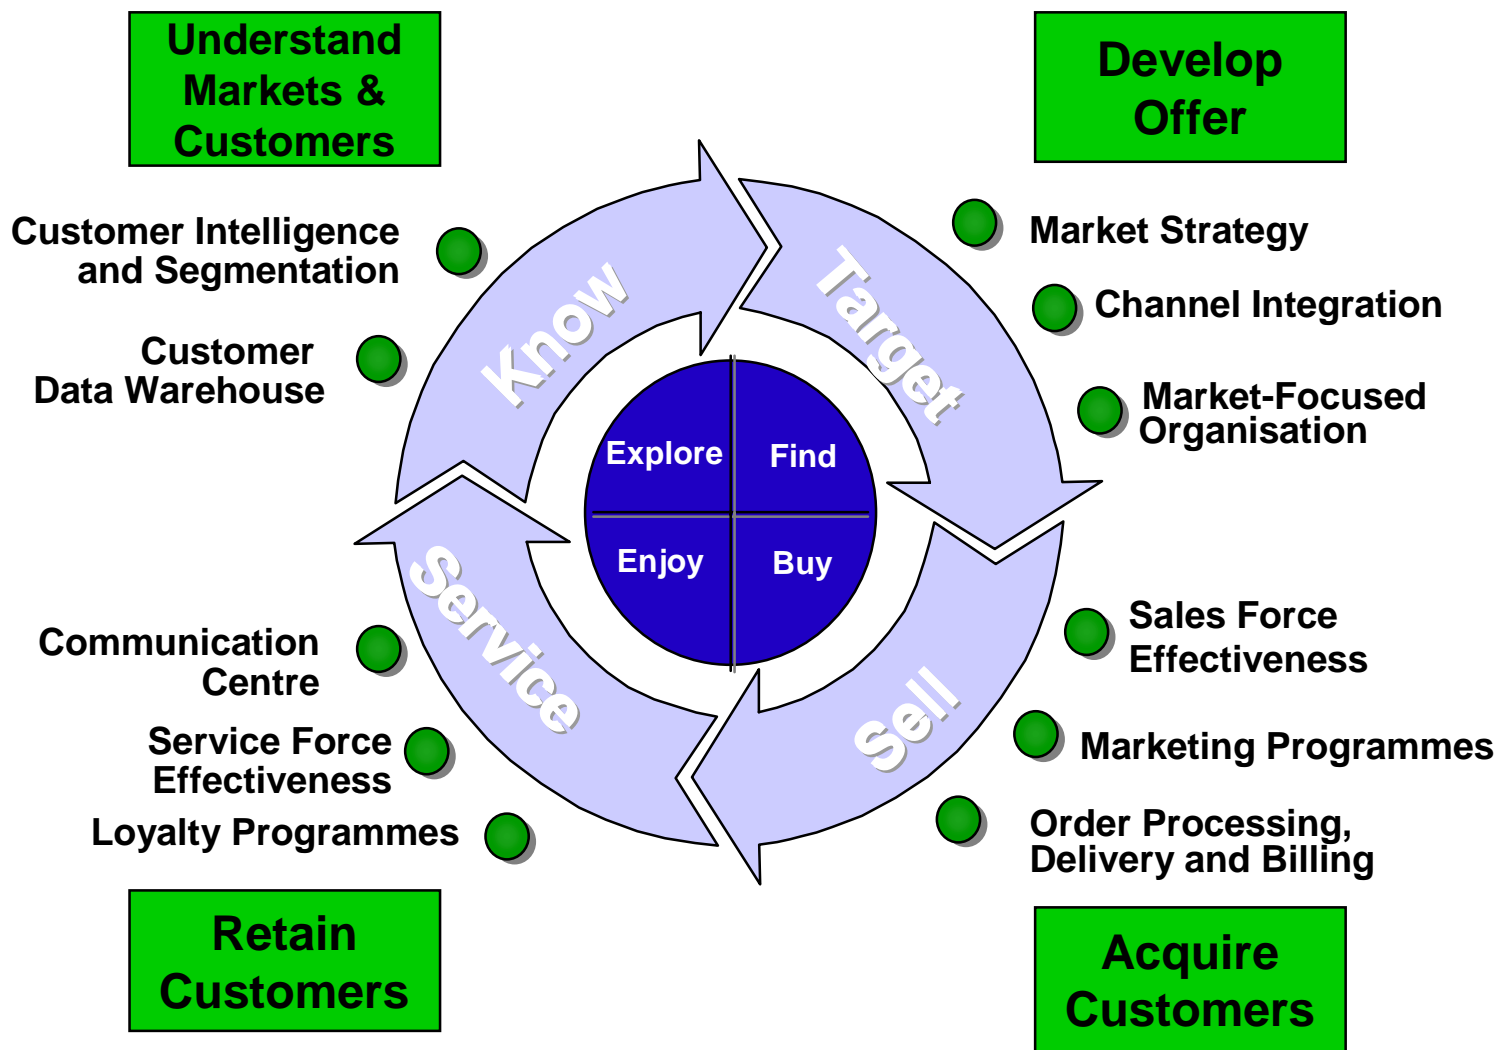 Understand
Markets &
Customers
Develop
Offer
Customer Intelligence
and Segmentation
Customer
Data Warehouse
Know
Target
Market Strategy
Channel Integration
Market-Focused
Organisation
Explore
Find
Enjoy
Buy
Service
Sell
Communication
Centre
Service Force
Effectiveness
Loyalty Programmes
Sales Force
Effectiveness
Marketing Programmes
Order Processing,
Delivery and Billing
Retain
Customers
Acquire
Customers